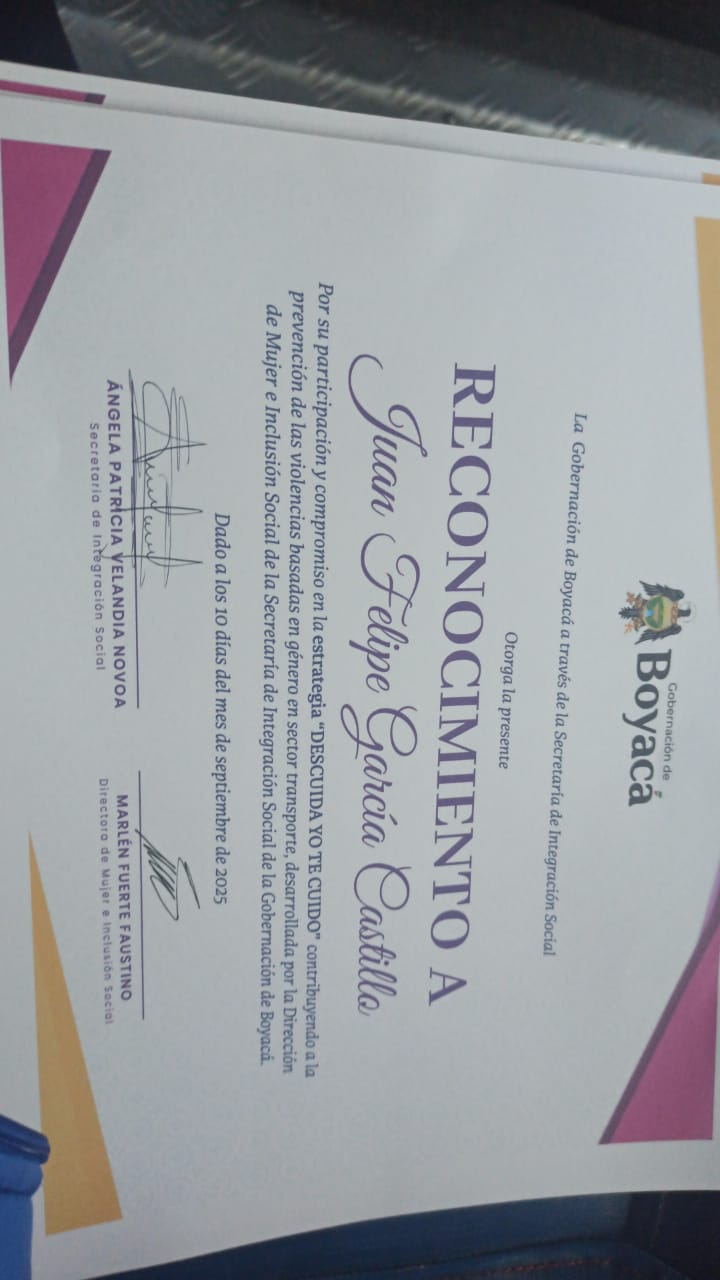 Gobernación de
Boyacá
La Gobernación de Boyacá a través de la Secretaría de Integración Social
Otorga la presente
RECONOCIMIENTO A
Juan Felipe García Castillo
Por su participación y compromiso en la estrategia “DESCUIDA YO TE CUIDO” contribuyendo a la
prevención de las violencias basadas en género en sector transporte, desarrollada por la Dirección
de Mujer e Inclusión Social de la Secretaría de Integración Social de la Gobernación de Boyacá.
Dado a los 10 días del mes de septiembre de 2025
ÁNGELA PATRICIA VELANDIA NOVOA
Secretaria de Integración Social
MARLÉN FUERTE FAUSTINO
Directora de Mujer e Inclusión Social